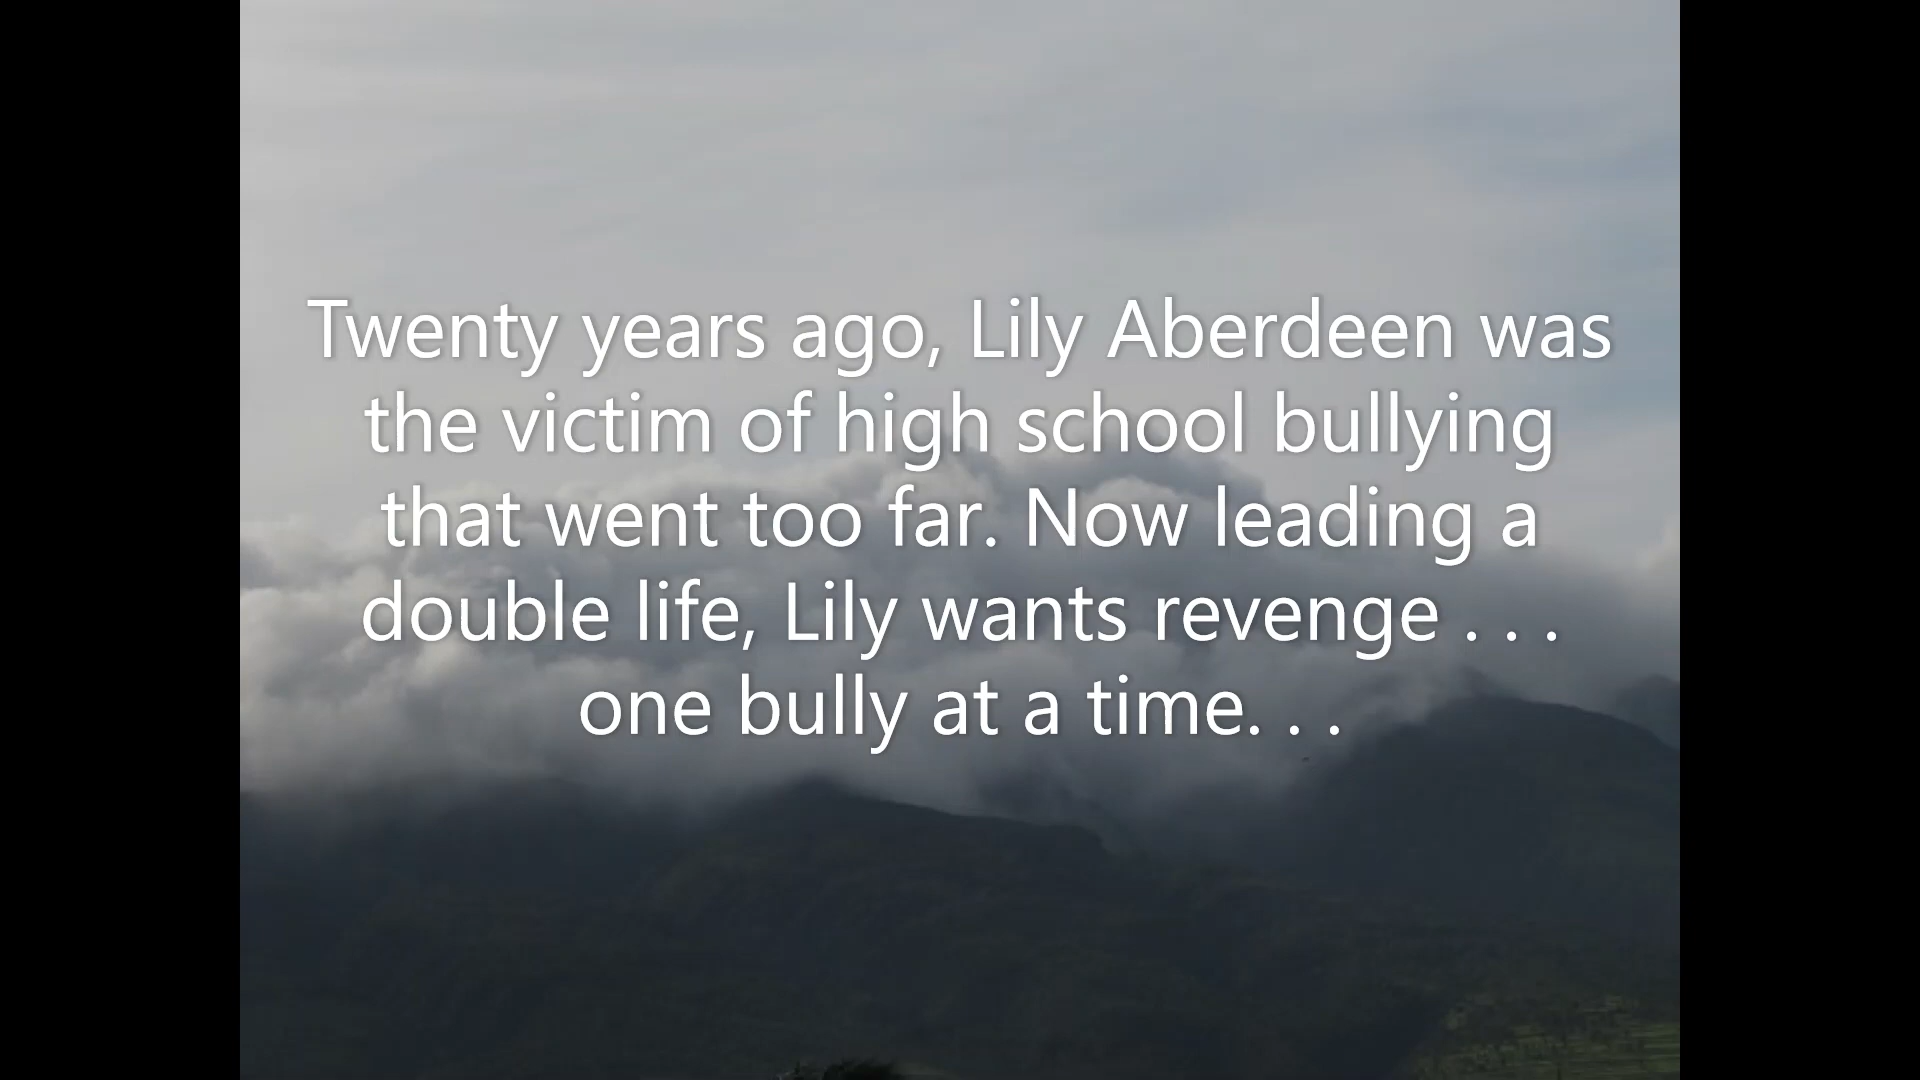 Twenty years ago, Lily Aberdeen was
the victim of high school bullying
that went too far. Now leading a
double life, Lily wants revenge . . .
one bully at a time. . .